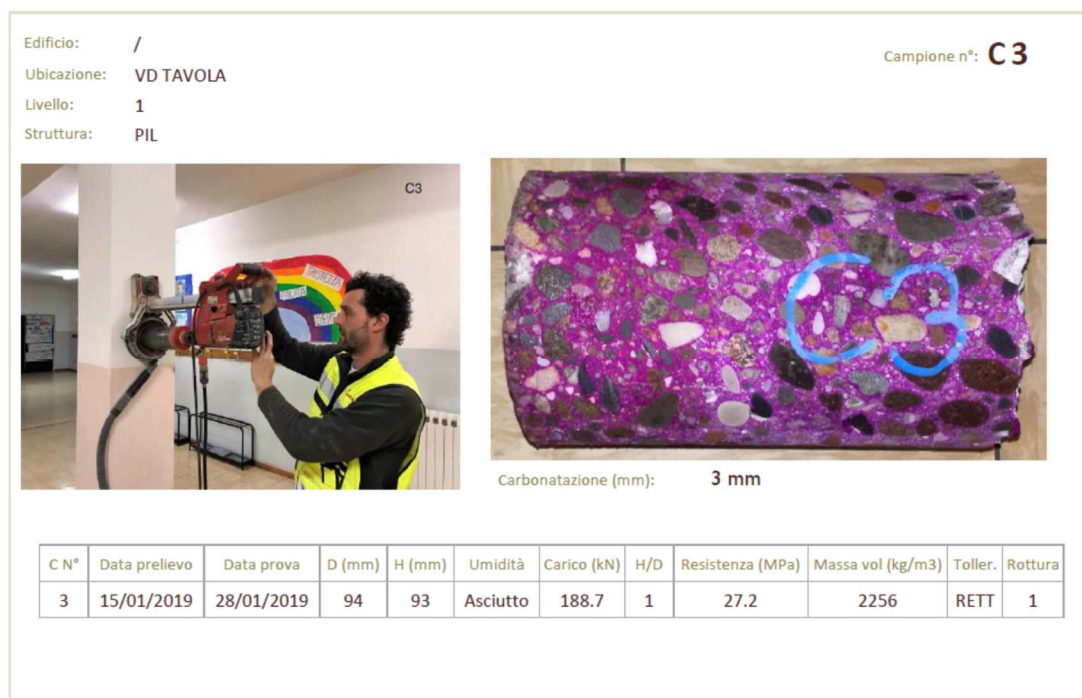 Edificio: /
Campione n°: C 3
Ubicazione: VD TAVOLA
Livello: 1
Struttura: PIL
C3
TRISTEZZA
C3
Carbonatazione (mm): 3 mm
C N° Data prelievo Data prova D (mm) H (mm) Umidità Carico (kN) H/D Resistenza (MPa) Massa vol (kg/m3) Toller. Rottura
3 15/01/2019 28/01/2019 94 93 Asciutto 188.7 1 27.2 2256 RETT 1